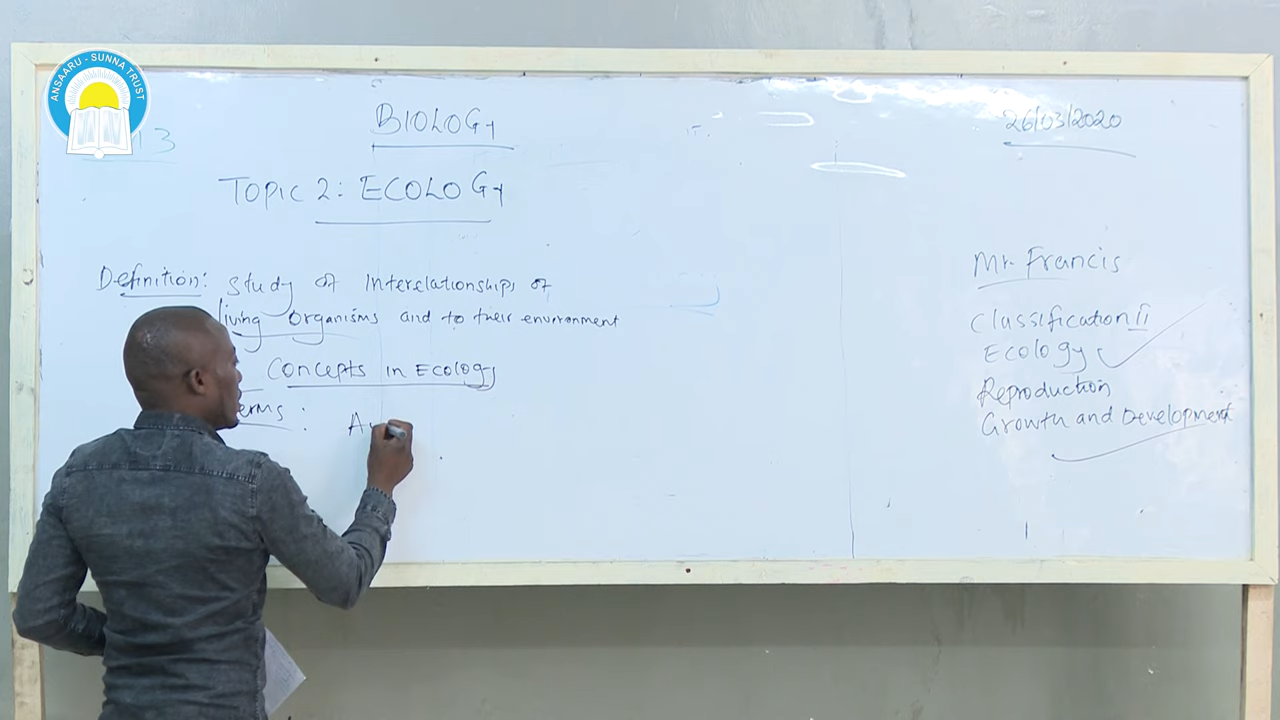 ANSAARU - SUNNA TRUST
BIOLOGY
26/03/2020
TOPIC 2: ECOLOGY
Definition: study of Interelationships of
living organisms and to their environment
Concepts in Ecology
Mr. Francis
Classification II
Ecology
Reproduction
Growth and Development